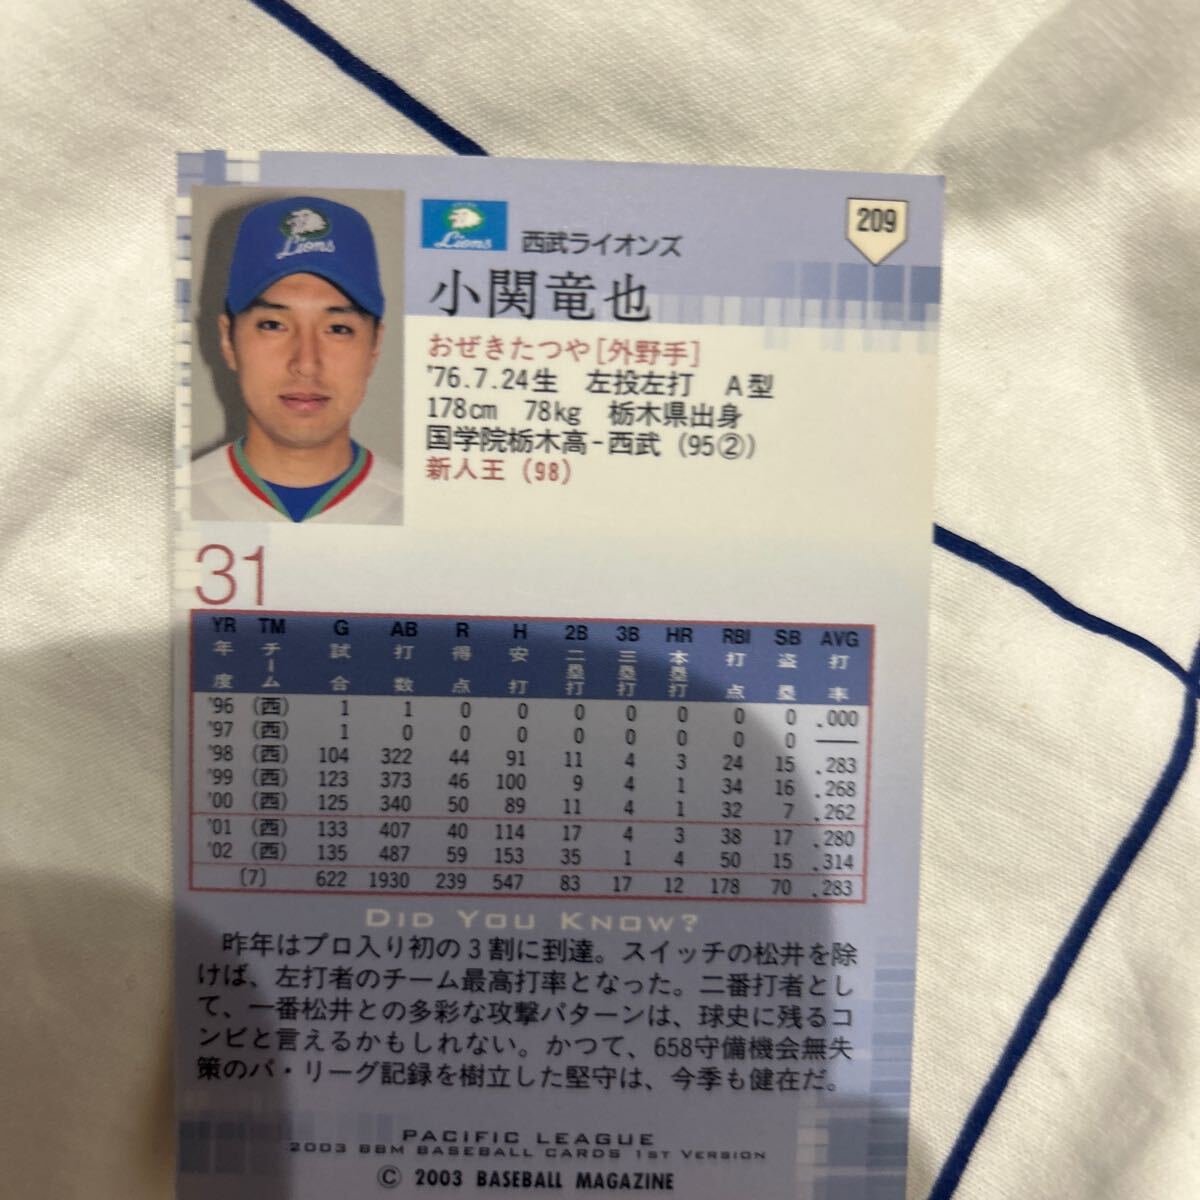 Lions
Lions
西武ライオンズ
209
小関竜也
おぜきたつや[外野手]
'76.7.24生 左投左打 A型
178cm 78kg 栃木県出身
国学院栃木高-西武 (95②)
新人王 (98)
31
YR TM G AB R H 2B 3B HR RBI SB AVG
年度 チーム 試合 打数 得点 安打 二塁打 三塁打 本塁打 打点 盗塁 打率
'96 (西) 1 1 0 0 0 0 0 0 0 .000
'97 (西) 1 0 0 0 0 0 0 0 0 ―
'98 (西) 104 322 44 91 11 4 3 24 15 .283
'99 (西) 123 373 46 100 9 4 1 34 16 .268
'00 (西) 125 340 50 89 11 4 1 32 7 .262
'01 (西) 133 407 40 114 17 4 3 38 17 .280
'02 (西) 135 487 59 153 35 1 4 50 15 .314
[7] 622 1930 239 547 83 17 12 178 70 .283
DID YOU KNOW?
昨年はプロ入り初の3割に到達。スイッチの松井を除
けば、左打者のチーム最高打率となった。二番打者とし
て、一番松井との多彩な攻撃パターンは、球史に残るコ
ンビと言えるかもしれない。かつて、658守備機会無失
策のパ・リーグ記録を樹立した堅守は、今季も健在だ。
PACIFIC LEAGUE
2003 BBM BASEBALL CARDS 1ST VERSION
© 2003 BASEBALL MAGAZINE